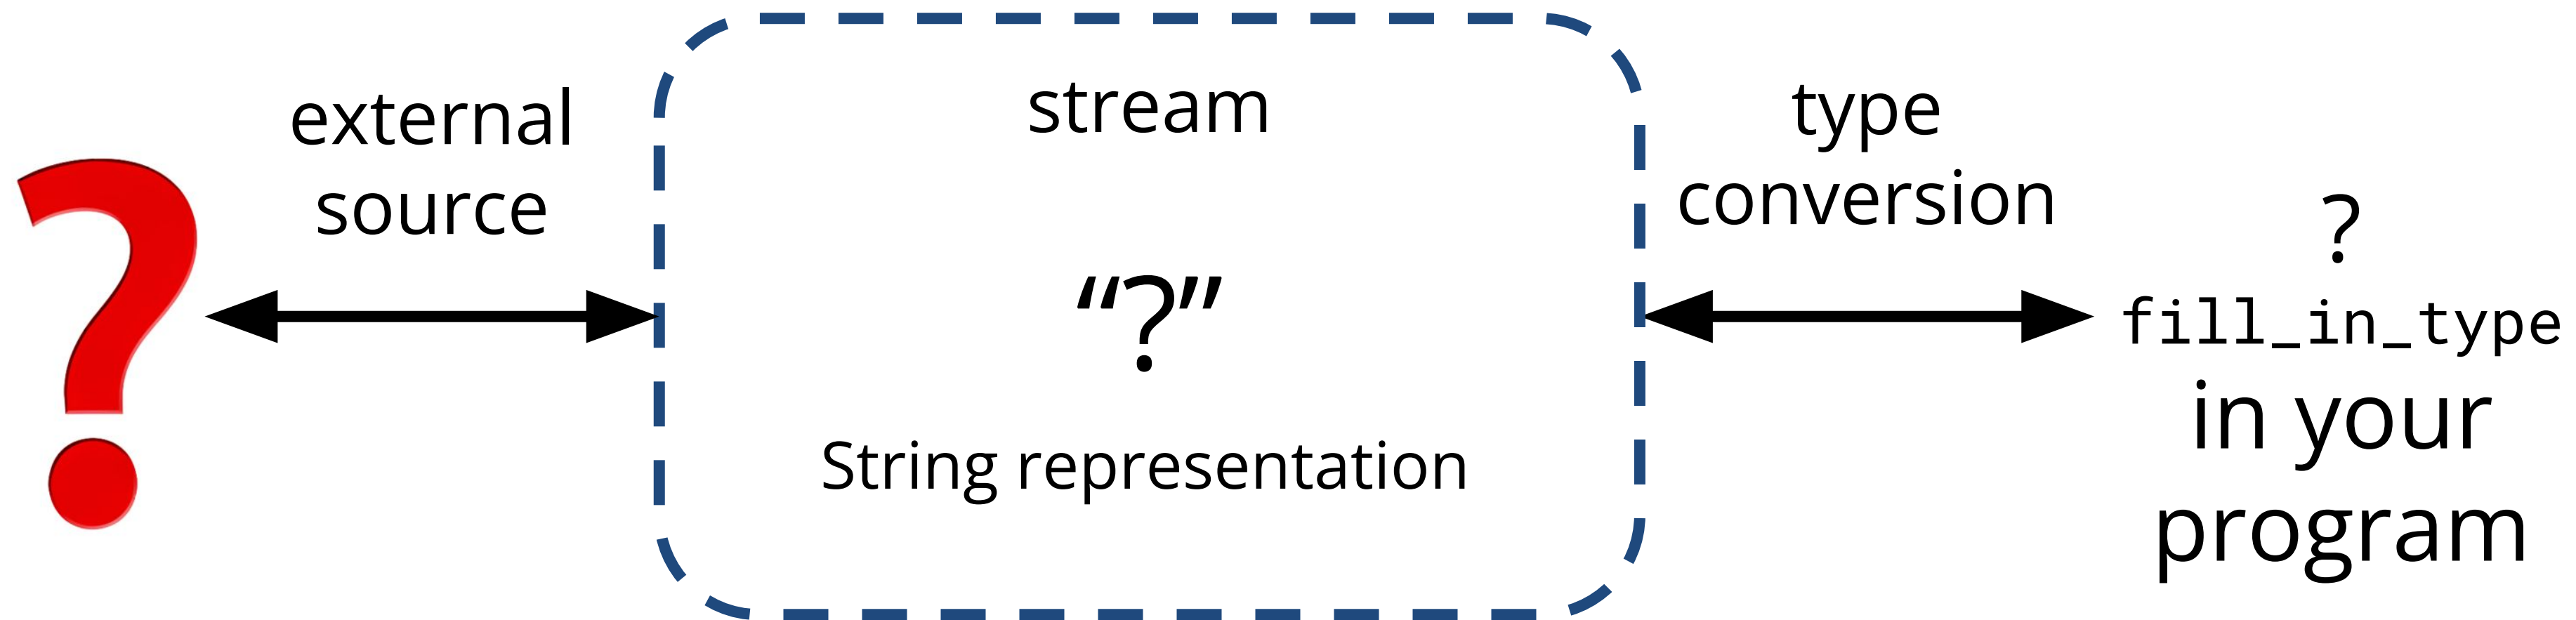 ?
external
source
stream
“?”
String representation
type
conversion
?
fill_in_type
in your
program